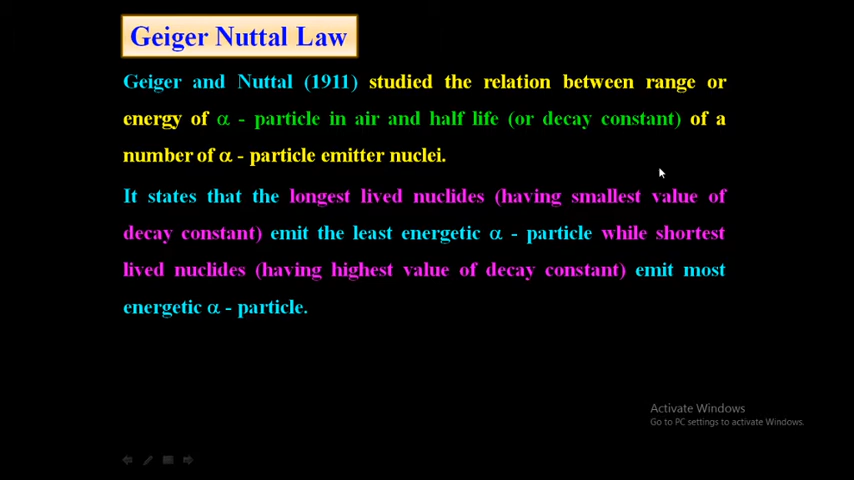 Geiger Nuttal Law
Geiger and Nuttal (1911) studied the relation between range or
energy of α - particle in air and half life (or decay constant) of a
number of α - particle emitter nuclei.
It states that the longest lived nuclides (having smallest value of
decay constant) emit the least energetic α - particle while shortest
lived nuclides (having highest value of decay constant) emit most
energetic α - particle.
Activate Windows
Go to PC settings to activate Windows.